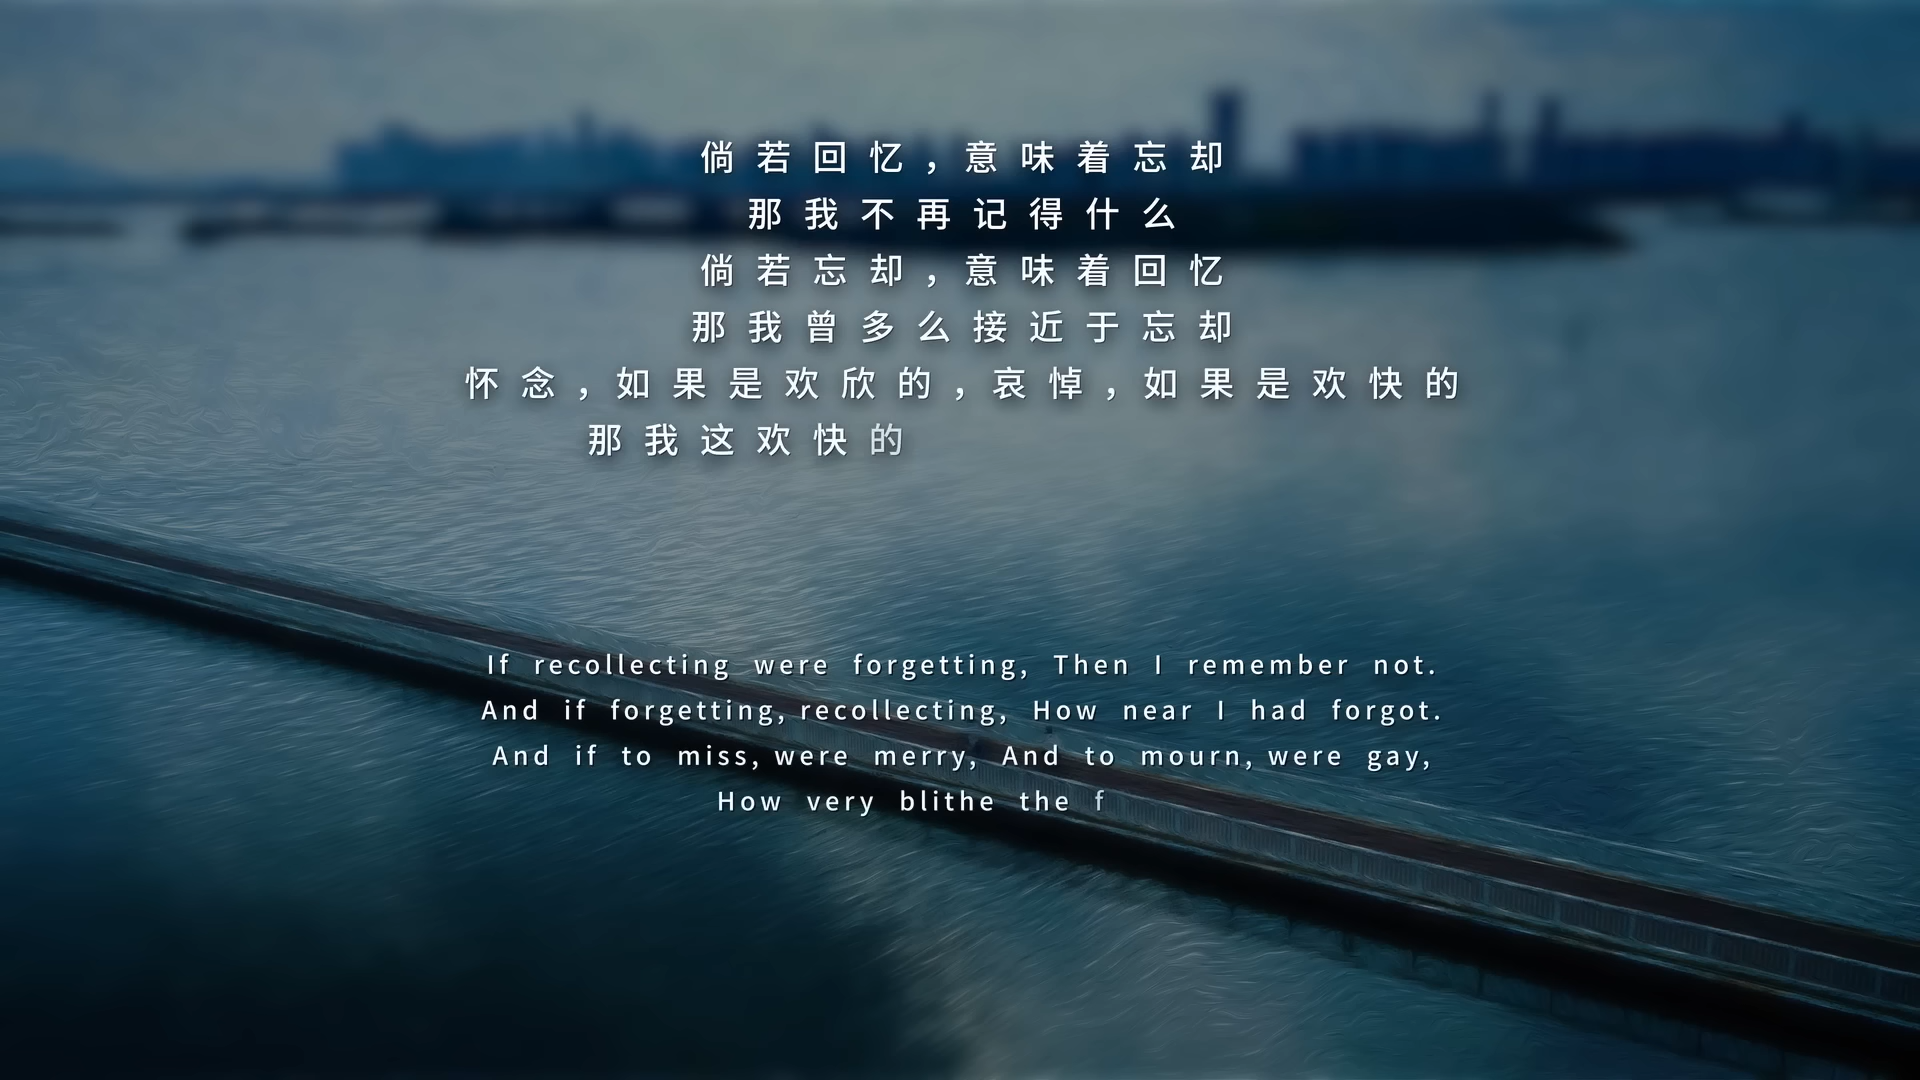 倘若回忆，意味着忘却
那我不再记得什么
倘若忘却，意味着回忆
那我曾多么接近于忘却
怀念，如果是欢欣的，哀悼，如果是欢快的
那我这欢快的
If recollecting were forgetting, Then I remember not.
And if forgetting, recollecting, How near I had forgot.
And if to miss, were merry, And to mourn, were gay,
How very blithe the f